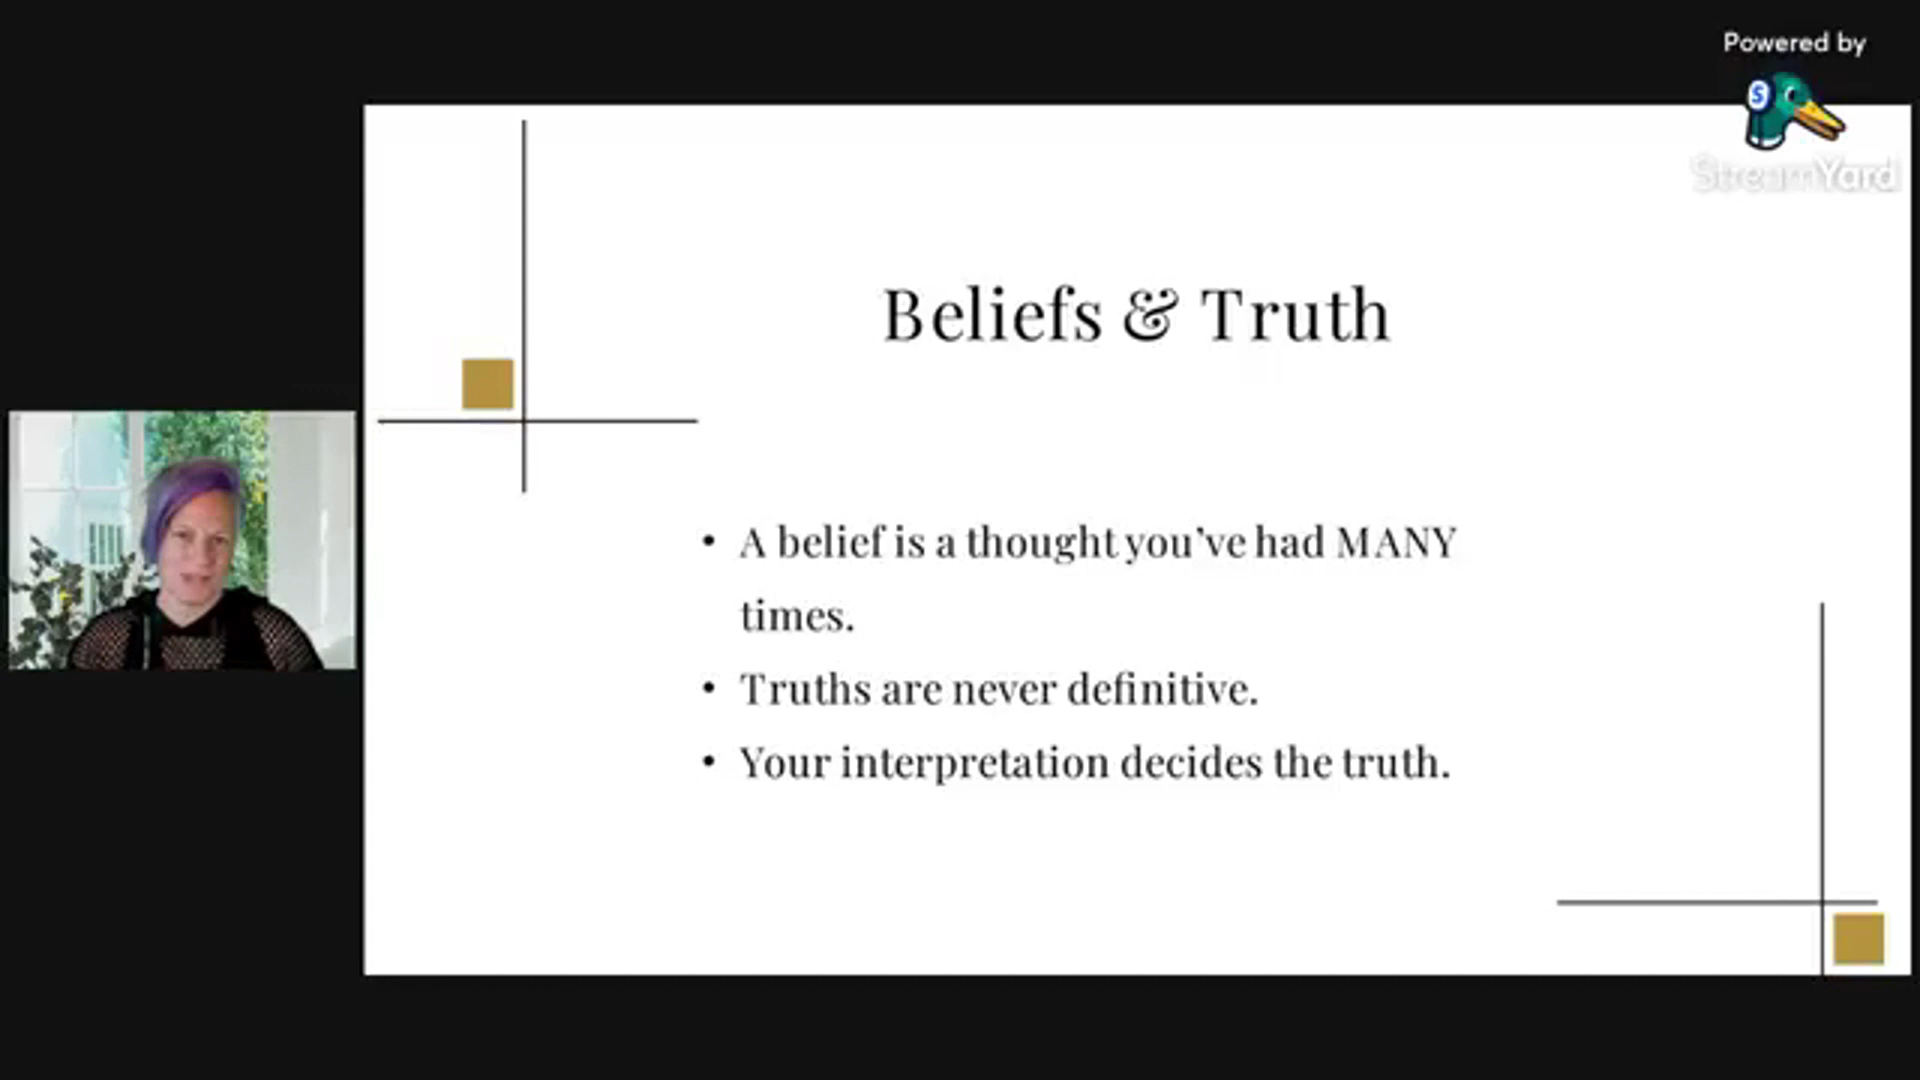 Powered by
S
StreamYard
Beliefs & Truth
• A belief is a thought you’ve had MANY
times.
• Truths are never definitive.
• Your interpretation decides the truth.